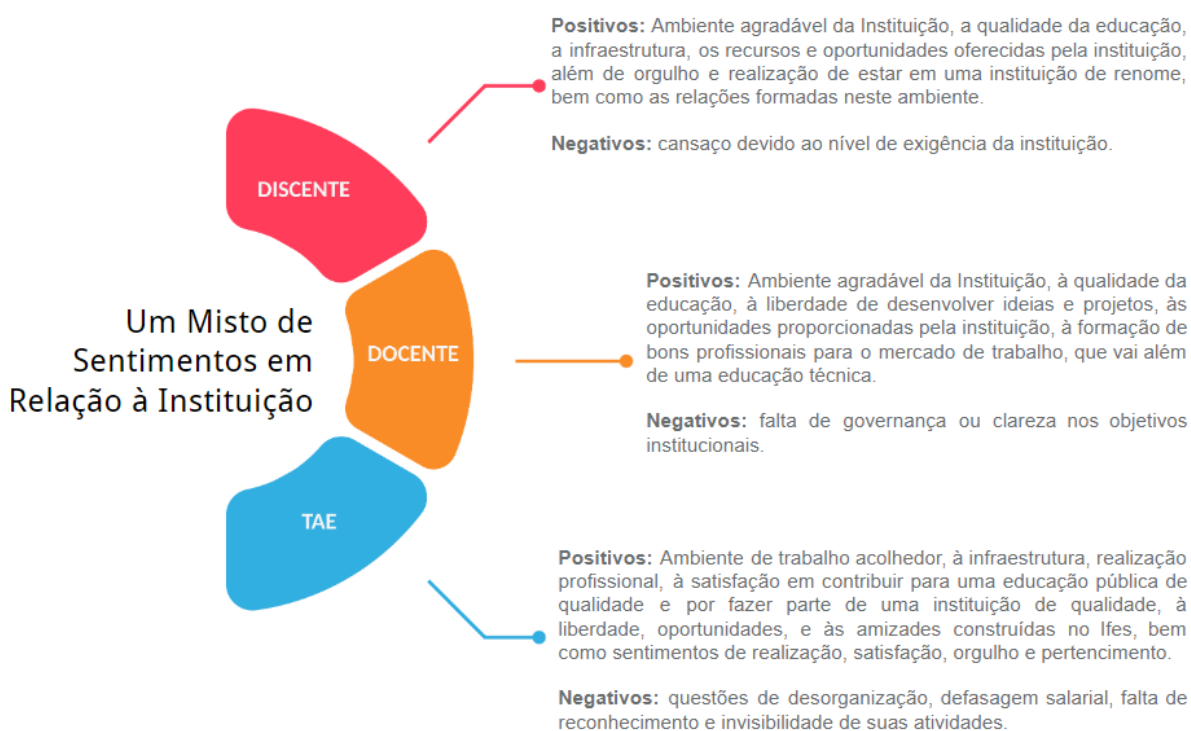 Positivos: Ambiente agradável da Instituição, a qualidade da educação,
a infraestrutura, os recursos e oportunidades oferecidas pela instituição,
além de orgulho e realização de estar em uma instituição de renome,
bem como as relações formadas neste ambiente.
Negativos: cansaço devido ao nível de exigência da instituição.
DISCENTE
Um Misto de
Sentimentos em
Relação à Instituição
DOCENTE
Positivos: Ambiente agradável da Instituição, à qualidade da
educação, à liberdade de desenvolver ideias e projetos, às
oportunidades proporcionadas pela instituição, à formação de
bons profissionais para o mercado de trabalho, que vai além
de uma educação técnica.
Negativos: falta de governança ou clareza nos objetivos
institucionais.
TAE
Positivos: Ambiente de trabalho acolhedor, à infraestrutura, realização
profissional, à satisfação em contribuir para uma educação pública de
qualidade e por fazer parte de uma instituição de qualidade, à
liberdade, oportunidades, e às amizades construídas no Ifes, bem
como sentimentos de realização, satisfação, orgulho e pertencimento.
Negativos: questões de desorganização, defasagem salarial, falta de
reconhecimento e invisibilidade de suas atividades.